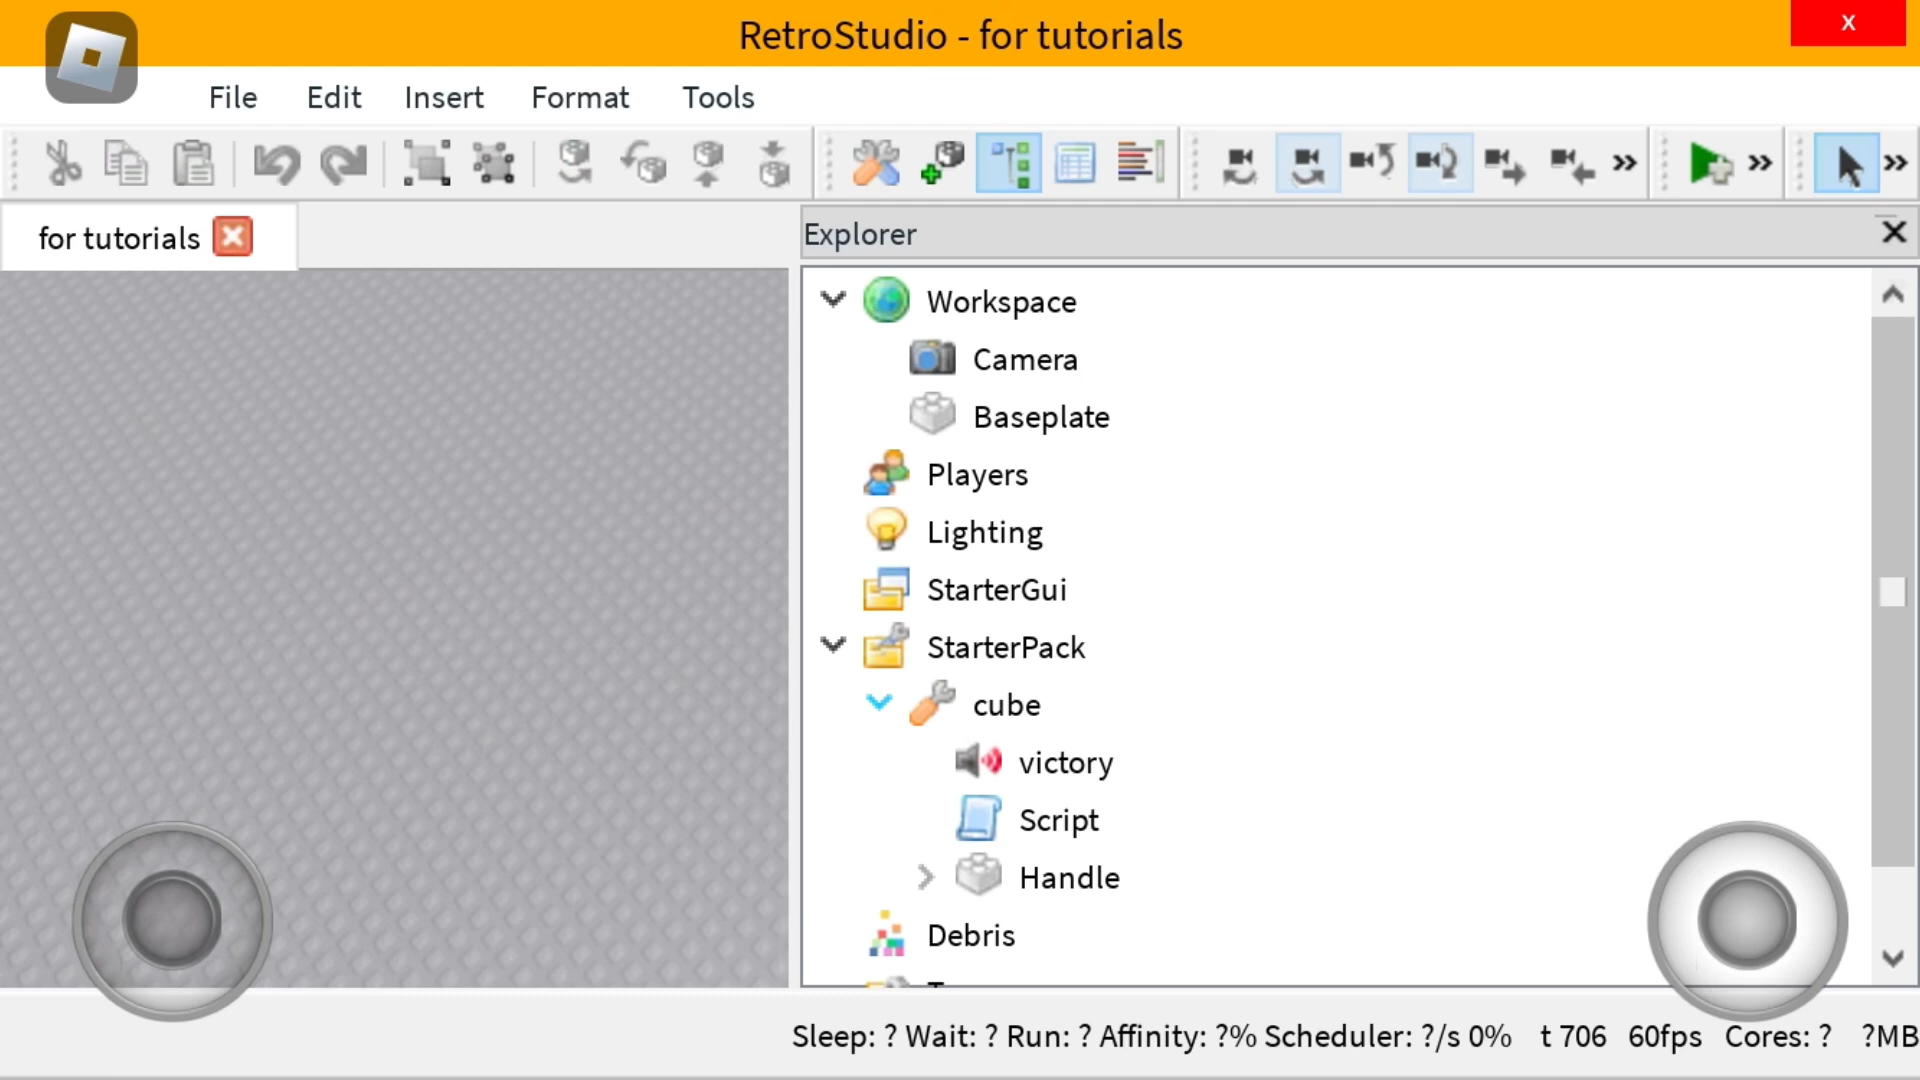 RetroStudio - for tutorials
x
File Edit Insert Format Tools
for tutorials
Explorer
Workspace
Camera
Baseplate
Players
Lighting
StarterGui
StarterPack
cube
victory
Script
Handle
Debris
Sleep: ? Wait: ? Run: ? Affinity: ?% Scheduler: ?/s 0% t 706 60fps Cores: ? ?MB